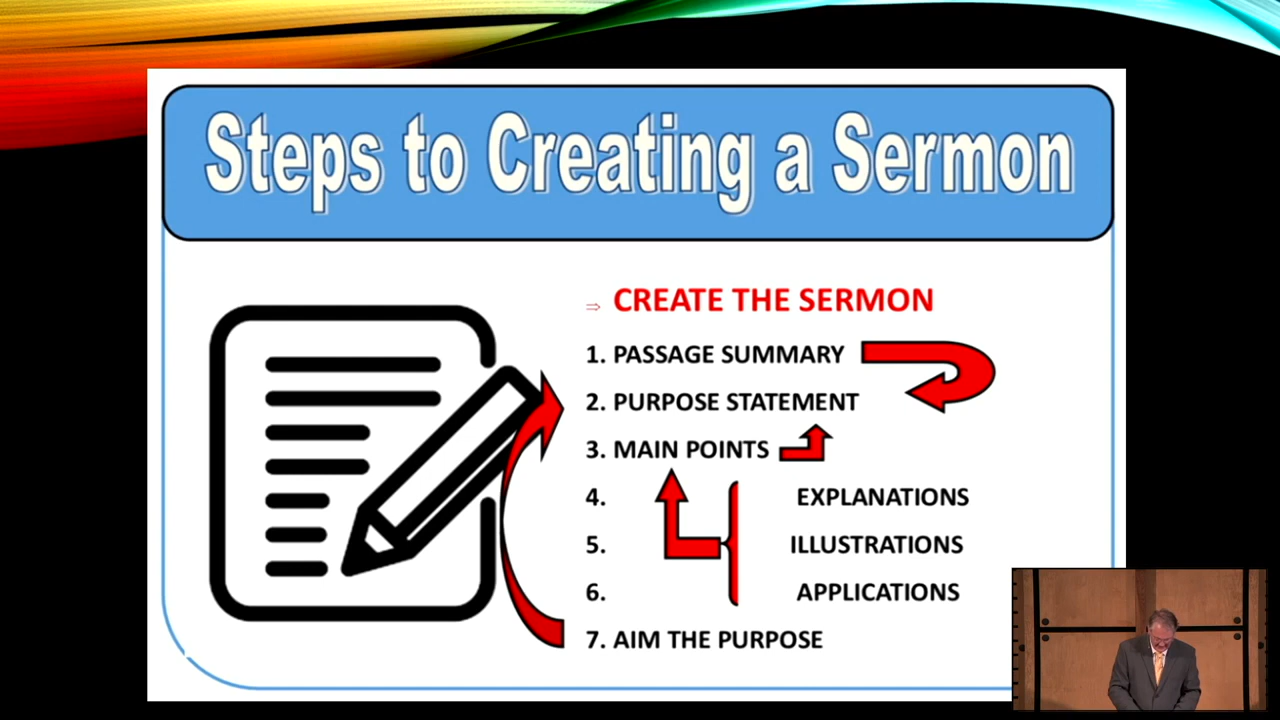 Steps to Creating a Sermon
⇒ CREATE THE SERMON
1. PASSAGE SUMMARY
2. PURPOSE STATEMENT
3. MAIN POINTS
4. EXPLANATIONS
5. ILLUSTRATIONS
6. APPLICATIONS
7. AIM THE PURPOSE